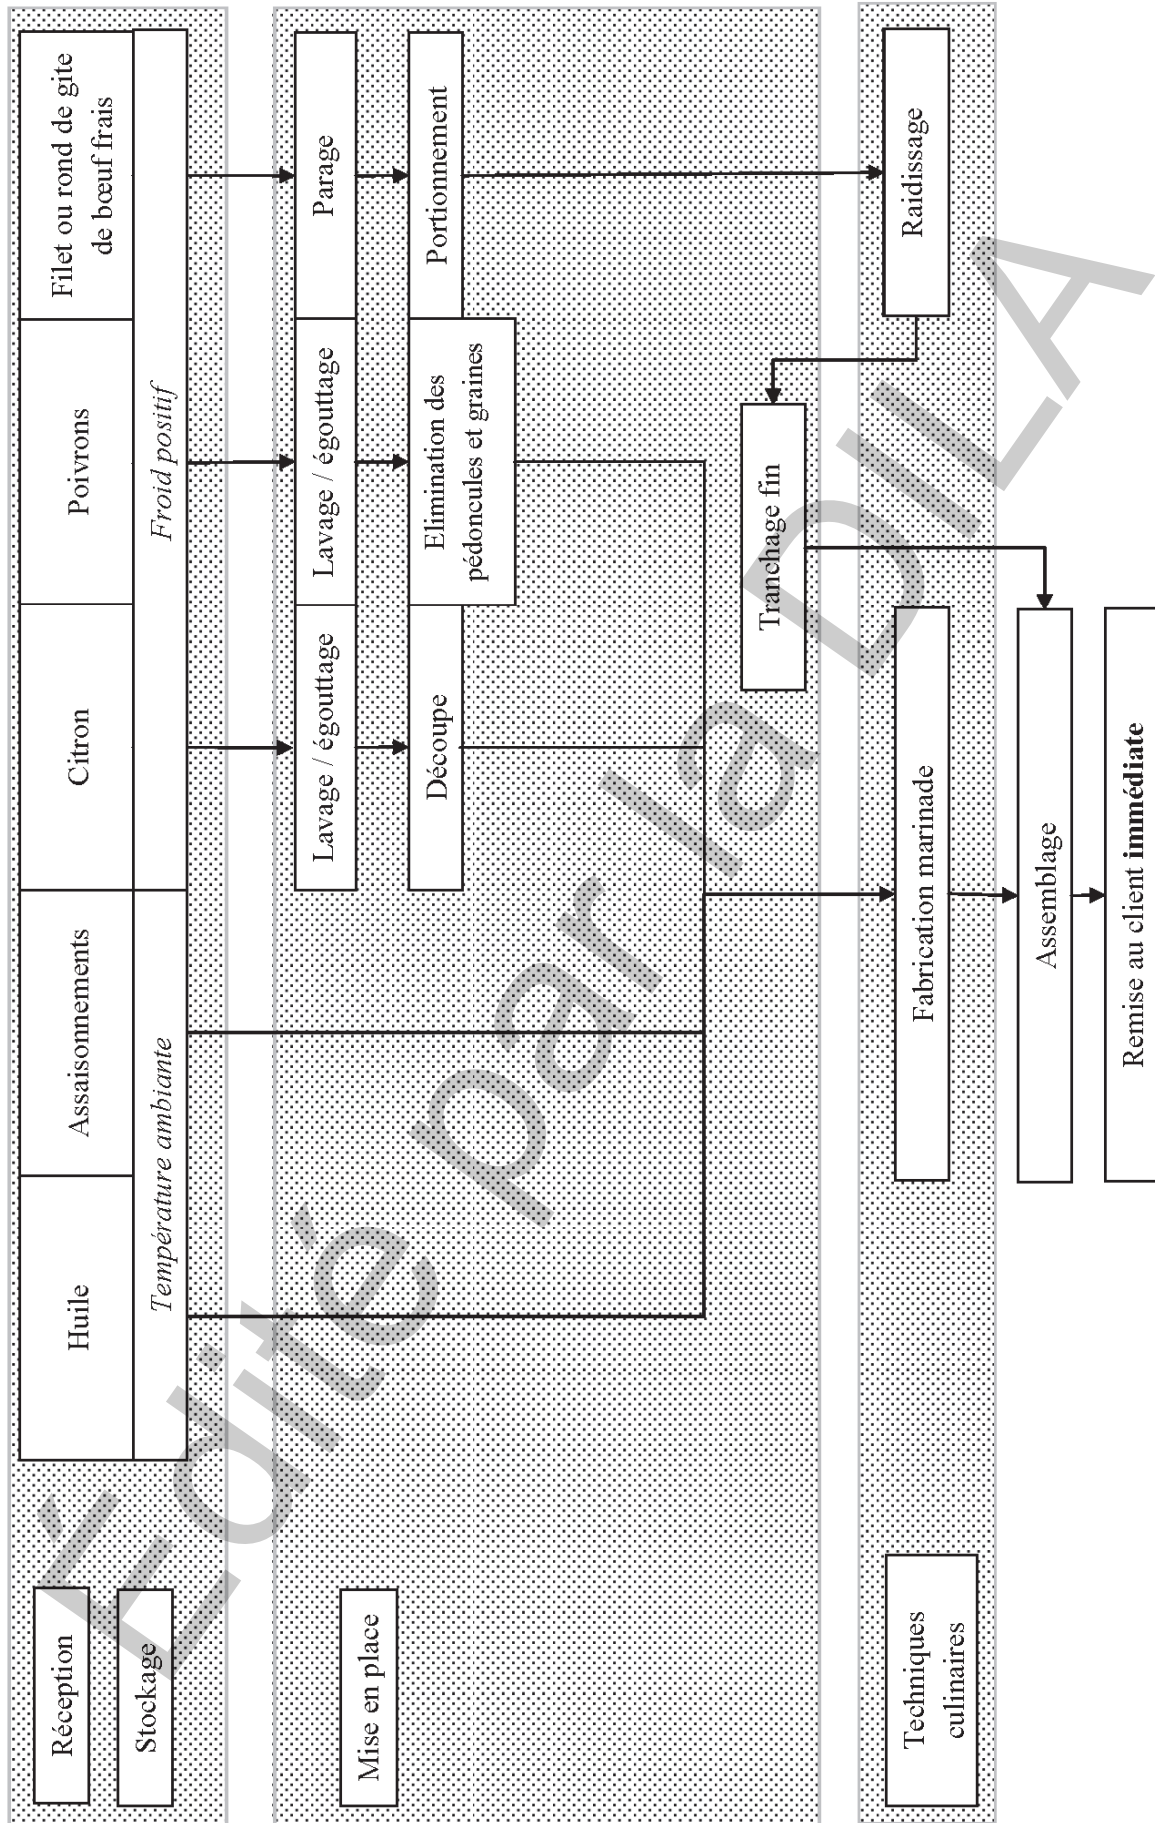 Réception
Huile
Assaisonnements
Citron
Poivrons
Filet ou rond de gite
de bœuf frais
Stockage
Température ambiante
Froid positif
Mise en place
Lavage / égouttage
Lavage / égouttage
Parage
Découpe
Elimination des
pédoncules et graines
Portionnement
Tranchage fin
Techniques
culinaires
Fabrication marinade
Raidissage
Assemblage
Remise au client immédiate
Édité par la DILA